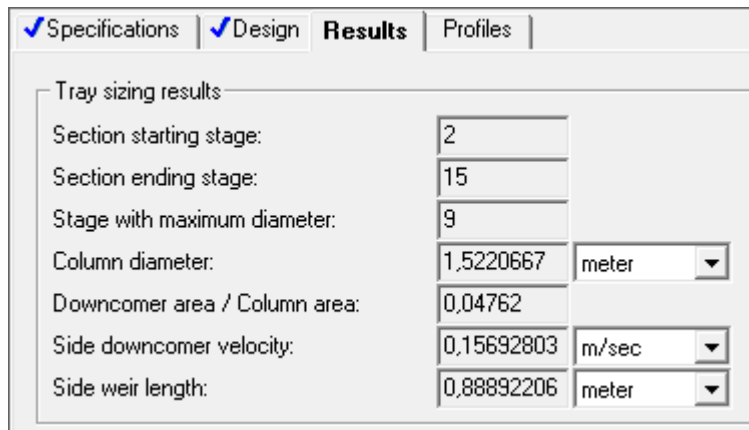 Specifications Design Results Profiles
Tray sizing results
Section starting stage: 2
Section ending stage: 15
Stage with maximum diameter: 9
Column diameter: 1,5220667 meter
Downcomer area / Column area: 0,04762
Side downcomer velocity: 0,15692803 m/sec
Side weir length: 0,88892206 meter